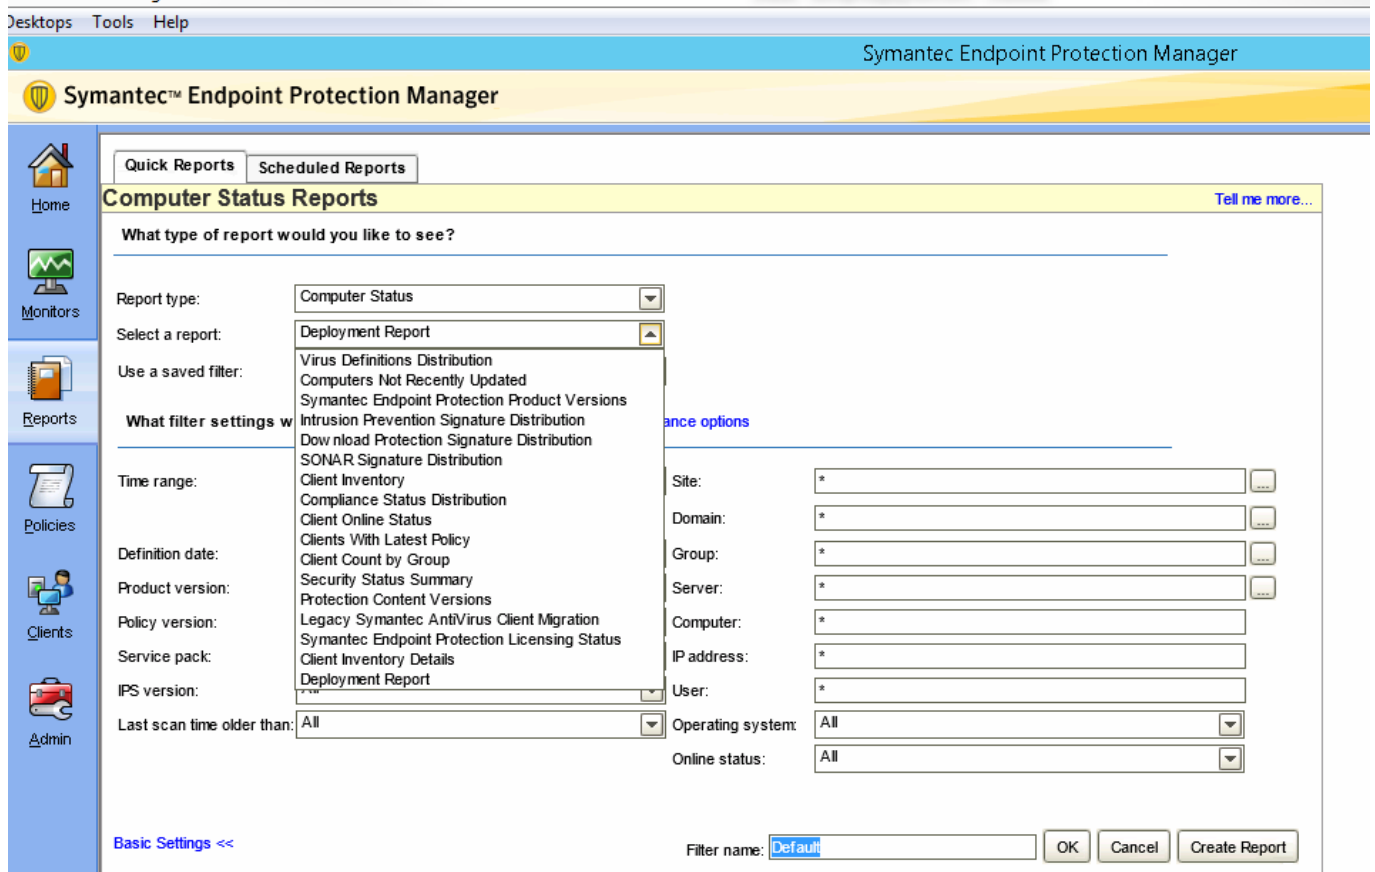 Desktops Tools Help
Symantec Endpoint Protection Manager
Symantec™ Endpoint Protection Manager
Home
Monitors
Reports
Policies
Clients
Admin
Quick Reports Scheduled Reports
Computer Status Reports Tell me more...
What type of report would you like to see?
Report type: Computer Status
Select a report: Deployment Report
Virus Definitions Distribution
Computers Not Recently Updated
Symantec Endpoint Protection Product Versions
Intrusion Prevention Signature Distribution
Download Protection Signature Distribution
SONAR Signature Distribution
Client Inventory
Compliance Status Distribution
Client Online Status
Clients With Latest Policy
Client Count by Group
Security Status Summary
Protection Content Versions
Legacy Symantec AntiVirus Client Migration
Symantec Endpoint Protection Licensing Status
Client Inventory Details
Deployment Report
Use a saved filter:
What filter settings w ance options
Time range:
Definition date:
Product version:
Policy version:
Service pack:
IPS version:
Last scan time older than: All
Site: * ...
Domain: * ...
Group: * ...
Server: * ...
Computer: *
IP address: *
User: *
Operating system: All
Online status: All
Basic Settings <<
Filter name: Default OK Cancel Create Report